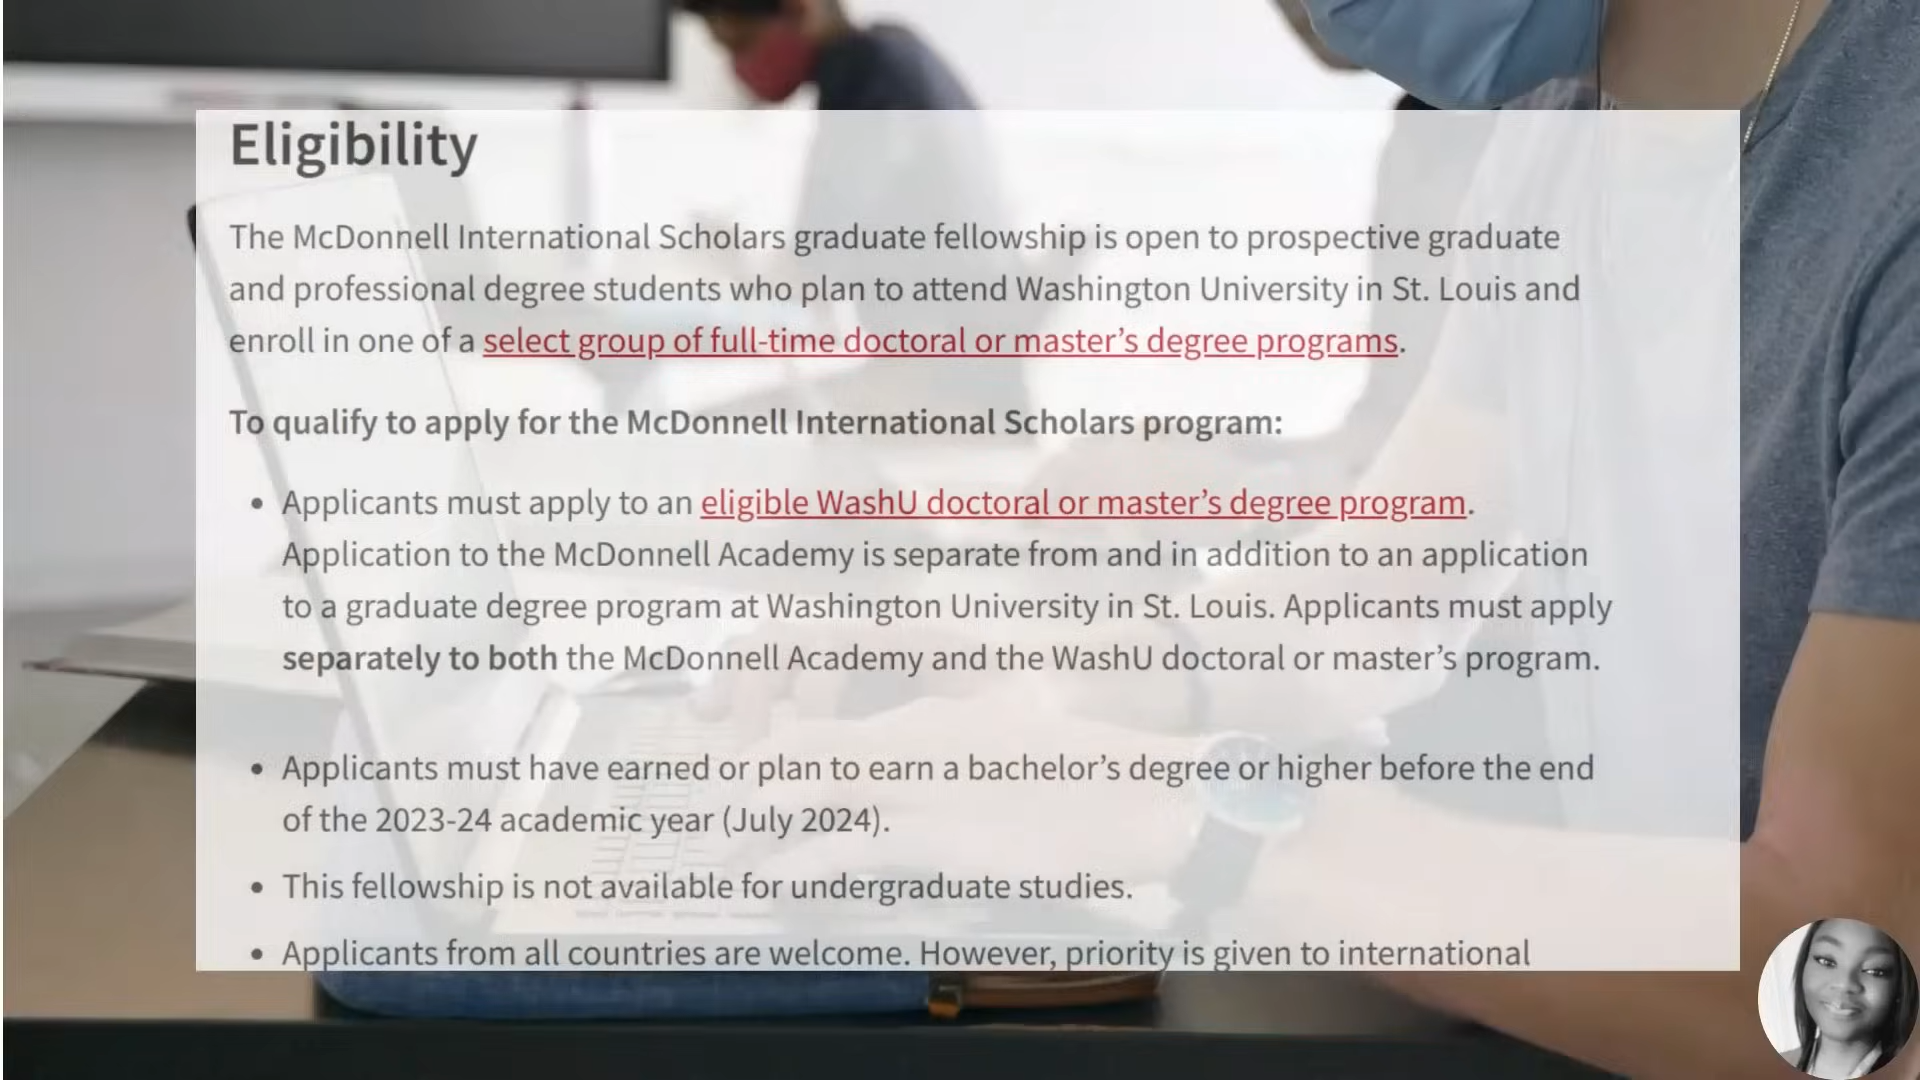 Eligibility
The McDonnell International Scholars graduate fellowship is open to prospective graduate
and professional degree students who plan to attend Washington University in St. Louis and
enroll in one of a select group of full-time doctoral or master’s degree programs.
To qualify to apply for the McDonnell International Scholars program:
• Applicants must apply to an eligible WashU doctoral or master’s degree program.
Application to the McDonnell Academy is separate from and in addition to an application
to a graduate degree program at Washington University in St. Louis. Applicants must apply
separately to both the McDonnell Academy and the WashU doctoral or master’s program.
• Applicants must have earned or plan to earn a bachelor’s degree or higher before the end
of the 2023-24 academic year (July 2024).
• This fellowship is not available for undergraduate studies.
• Applicants from all countries are welcome. However, priority is given to international